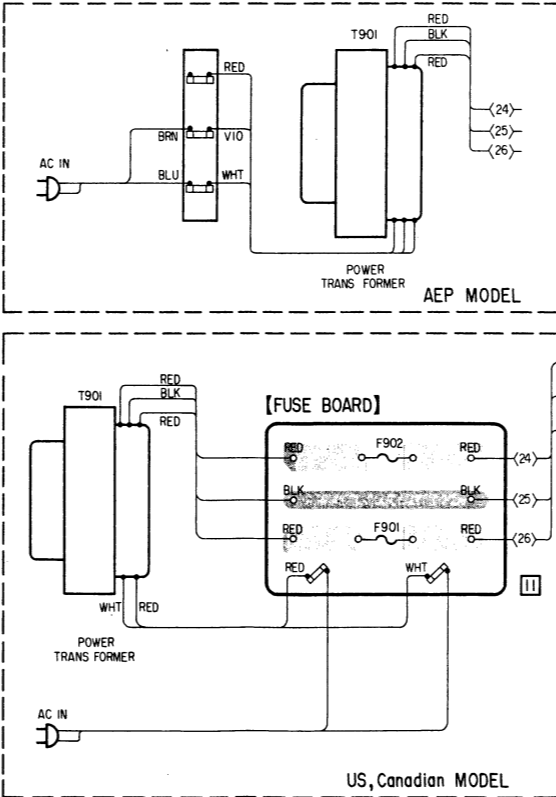 T901
RED
BLK
RED
RED
BRN
VIO
BLU
WHT
AC IN
⟨24⟩
⟨25⟩
⟨26⟩
POWER
TRANS FORMER
AEP MODEL
T901
RED
BLK
RED
【FUSE BOARD】
RED
F902
RED
⟨24⟩
BLK
BLK
⟨25⟩
RED
F901
RED
⟨26⟩
RED
WHT
11
WHT
RED
POWER
TRANS FORMER
AC IN
US, Canadian MODEL